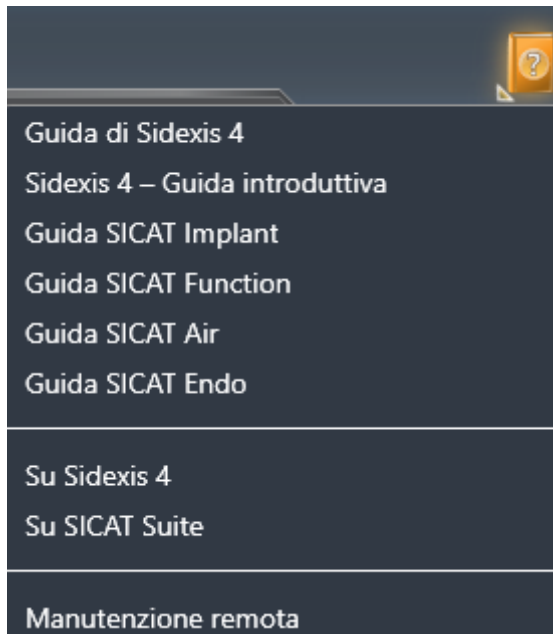 ?
Guida di Sidexis 4
Sidexis 4 – Guida introduttiva
Guida SICAT Implant
Guida SICAT Function
Guida SICAT Air
Guida SICAT Endo
Su Sidexis 4
Su SICAT Suite
Manutenzione remota